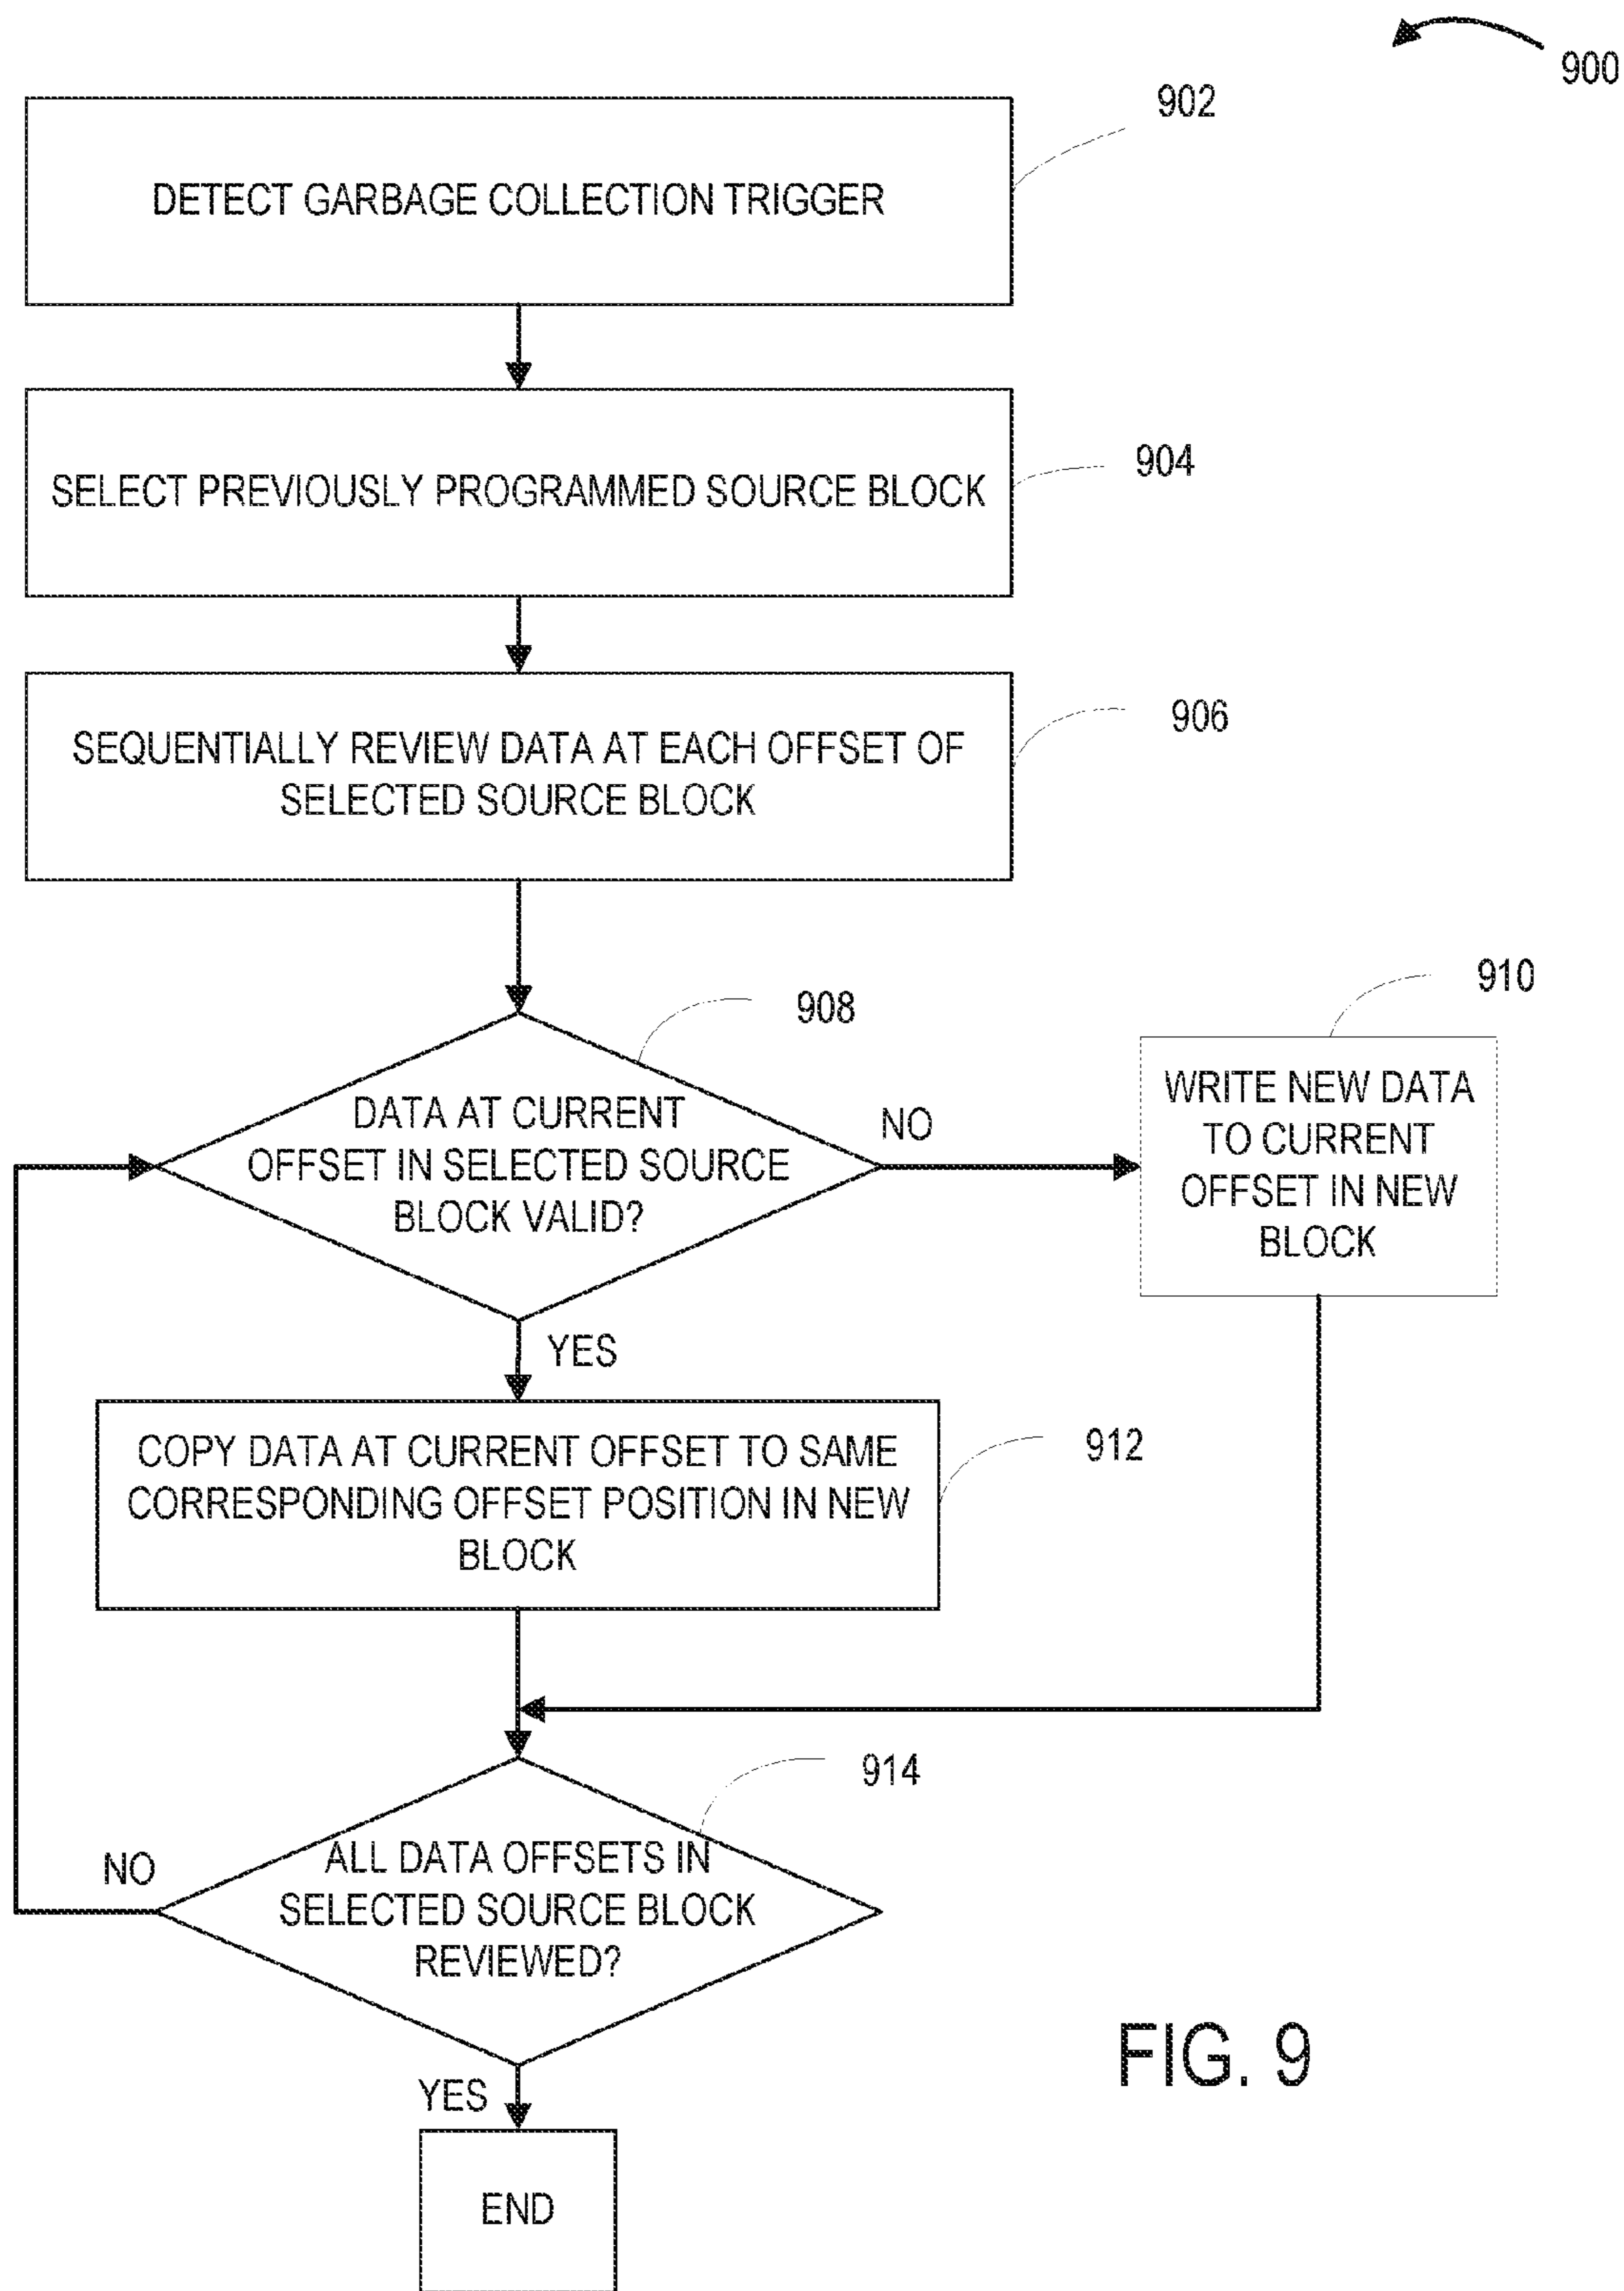 900
902
DETECT GARBAGE COLLECTION TRIGGER
904
SELECT PREVIOUSLY PROGRAMMED SOURCE BLOCK
906
SEQUENTIALLY REVIEW DATA AT EACH OFFSET OF
SELECTED SOURCE BLOCK
908
DATA AT CURRENT
OFFSET IN SELECTED SOURCE
BLOCK VALID?
NO
910
WRITE NEW DATA
TO CURRENT
OFFSET IN NEW
BLOCK
YES
912
COPY DATA AT CURRENT OFFSET TO SAME
CORRESPONDING OFFSET POSITION IN NEW
BLOCK
914
NO
ALL DATA OFFSETS IN
SELECTED SOURCE BLOCK
REVIEWED?
YES
END
FIG. 9